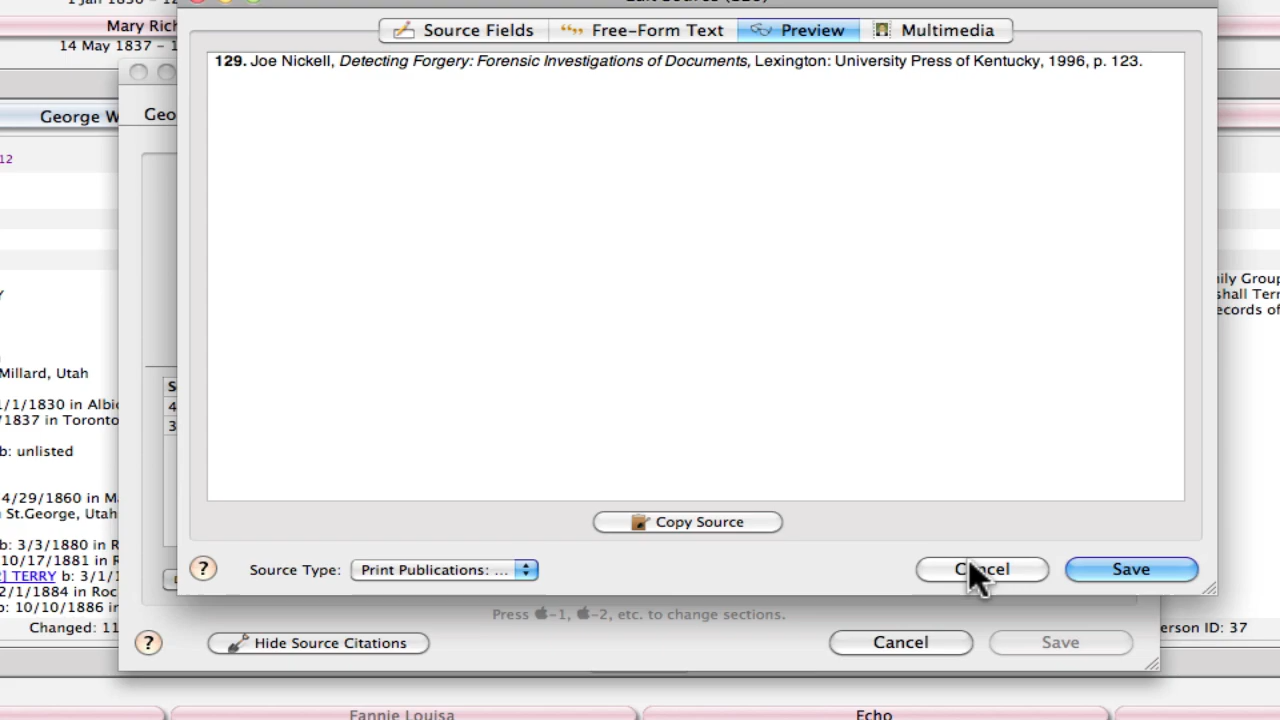 Mary Rich
14 May 1837 – 1
Source Fields
Free-Form Text
Preview
Multimedia
129. Joe Nickell, Detecting Forgery: Forensic Investigations of Documents, Lexington: University Press of Kentucky, 1996, p. 123.
George W
Geo
12
ily Group
shall Terr
ecords of
Millard, Utah
/1/1830 in Albi
/1837 in Toronto
b: unlisted
4/29/1860 in M
St.George, Utah
b: 3/3/1880 in R
10/17/1881 in R
] TERRY b: 3/1/1
2/1/1884 in Roc
b: 10/10/1886 in
Changed: 11
S
4
3
Copy Source
?
Source Type:
Print Publications: ...
Cancel
Save
Press -1, -2, etc. to change sections.
?
Hide Source Citations
Cancel
Save
erson ID: 37
Fannie Louisa
Echo